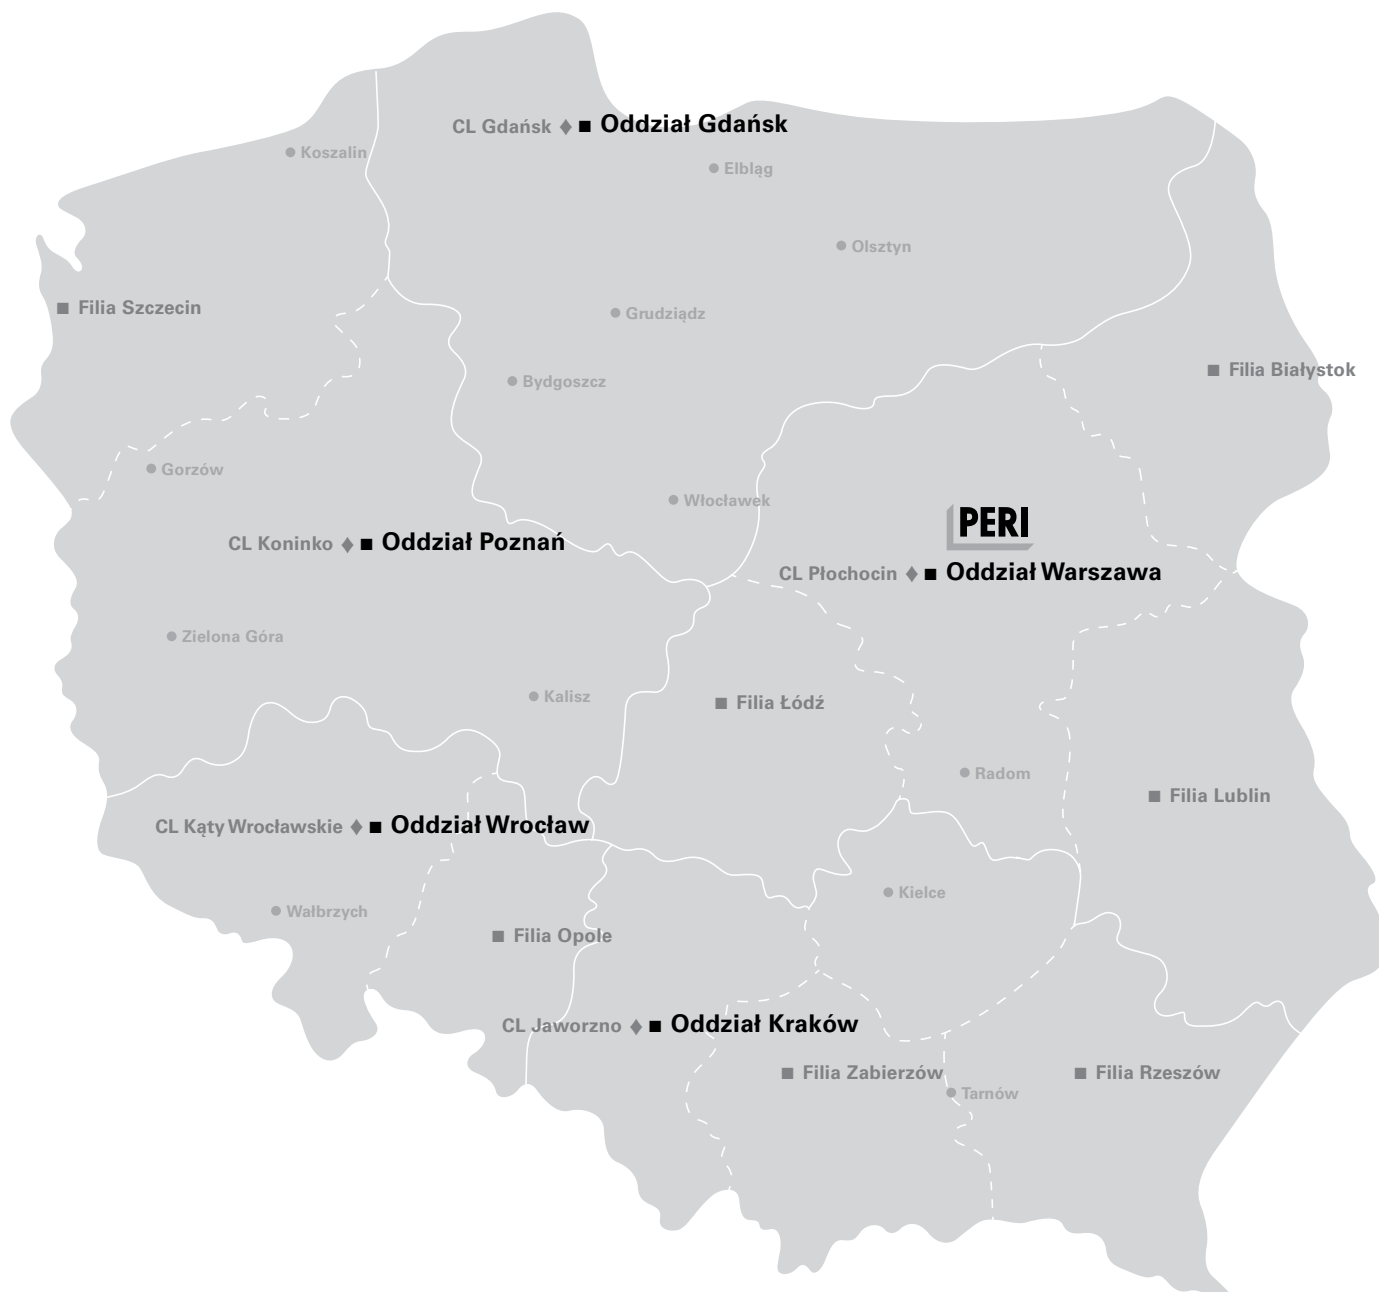 CL Gdańsk ♦ ■ Oddział Gdańsk
Koszalin
Elbląg
Olsztyn
Filia Szczecin
Grudziądz
Filia Białystok
Bydgoszcz
Gorzów
Włocławek
PERI
CL Koninko ♦ ■ Oddział Poznań
CL Płochocin ♦ ■ Oddział Warszawa
Zielona Góra
Kalisz
Filia Łódź
Radom
Filia Lublin
CL Kąty Wrocławskie ♦ ■ Oddział Wrocław
Kielce
Wałbrzych
Filia Opole
CL Jaworzno ♦ ■ Oddział Kraków
Filia Zabierzów
Filia Rzeszów
Tarnów